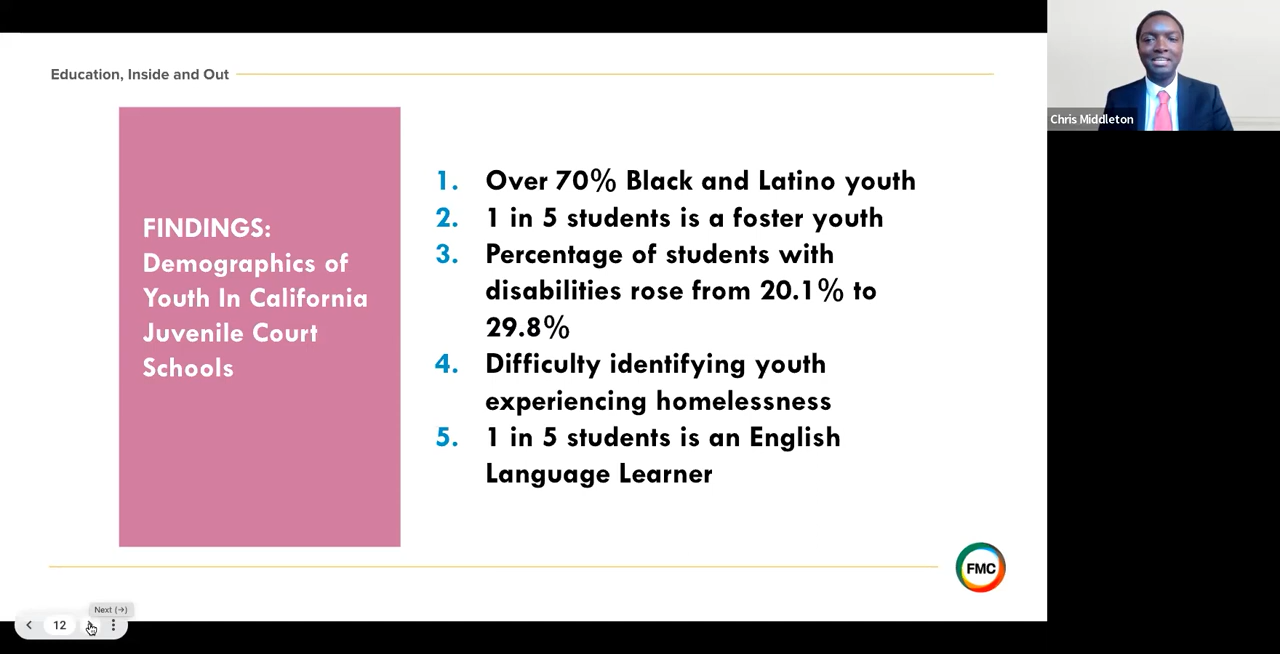 Education, Inside and Out
Chris Middleton
FINDINGS:
Demographics of
Youth In California
Juvenile Court
Schools
1. Over 70% Black and Latino youth
2. 1 in 5 students is a foster youth
3. Percentage of students with
disabilities rose from 20.1% to
29.8%
4. Difficulty identifying youth
experiencing homelessness
5. 1 in 5 students is an English
Language Learner
FMC
Next (→)
12